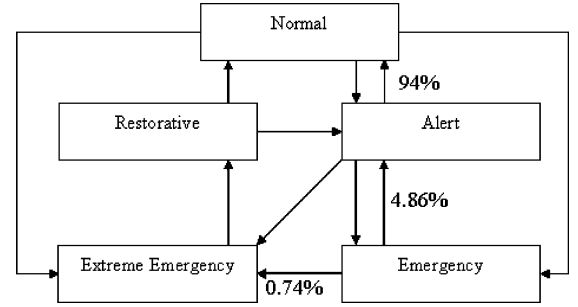 Normal
94%
Restorative
Alert
4.86%
Extreme Emergency
0.74%
Emergency